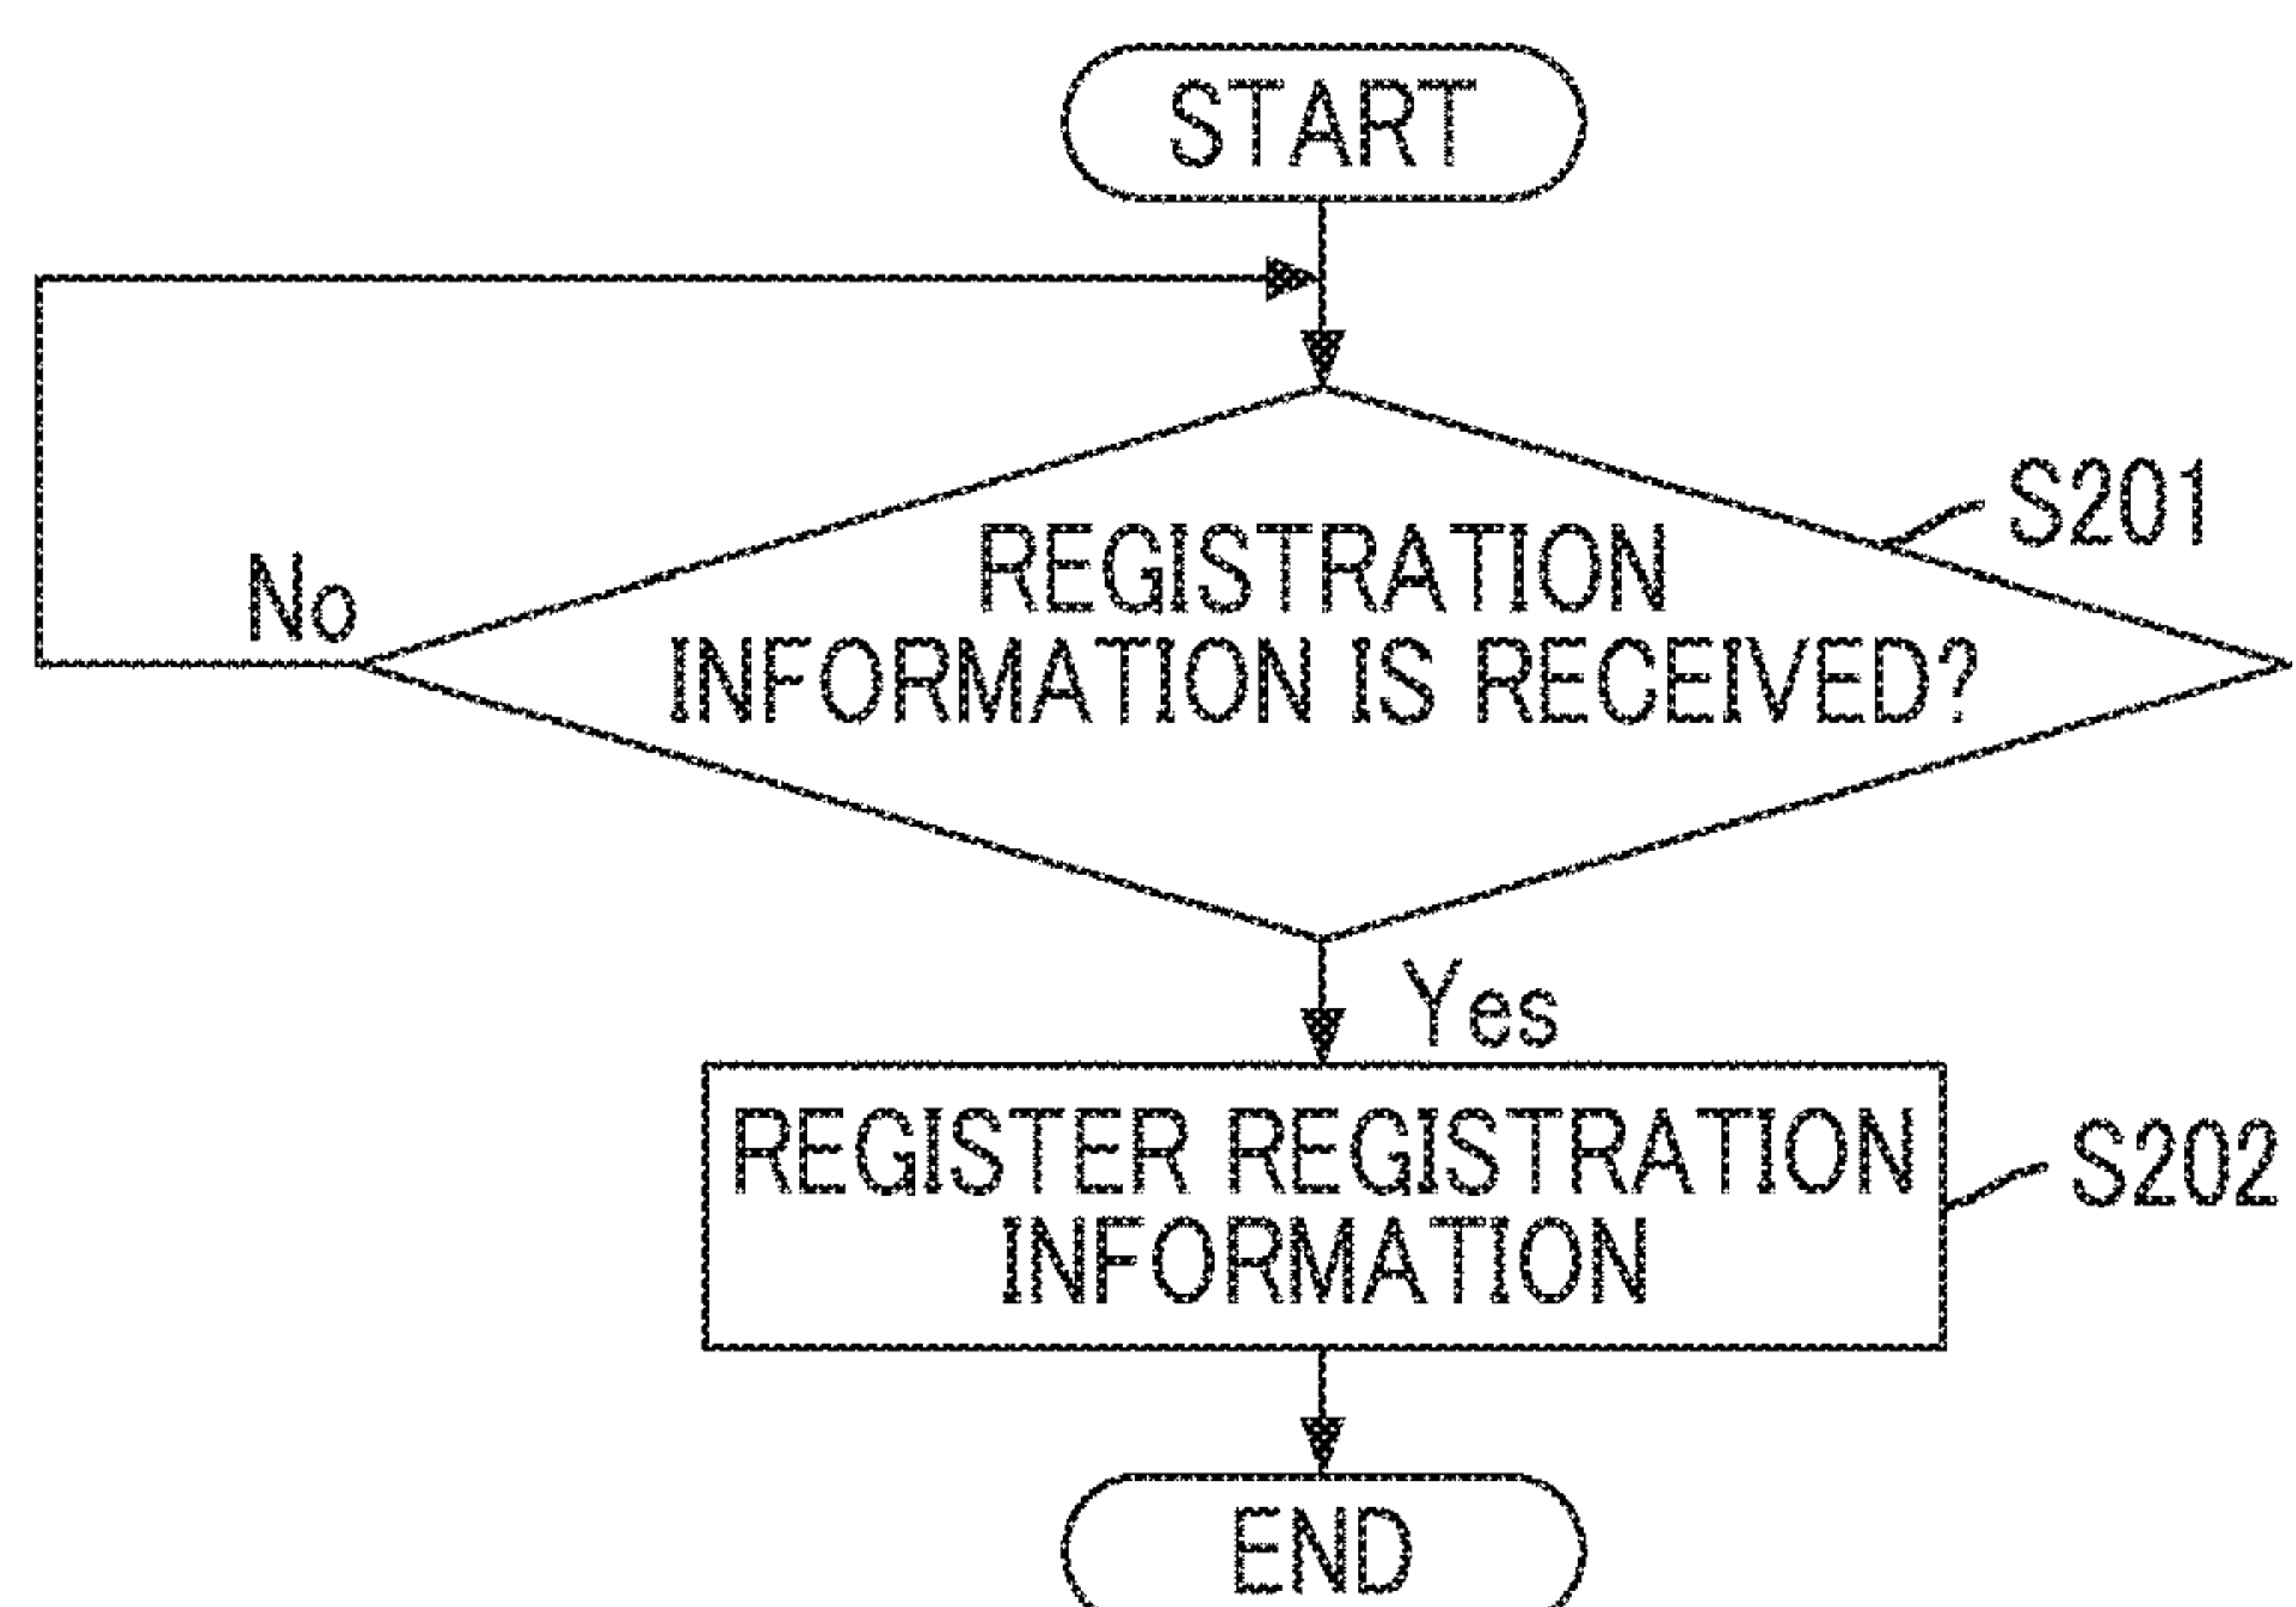 START
S201
REGISTRATION
INFORMATION IS RECEIVED?
No
Yes
REGISTER REGISTRATION
INFORMATION
S202
END